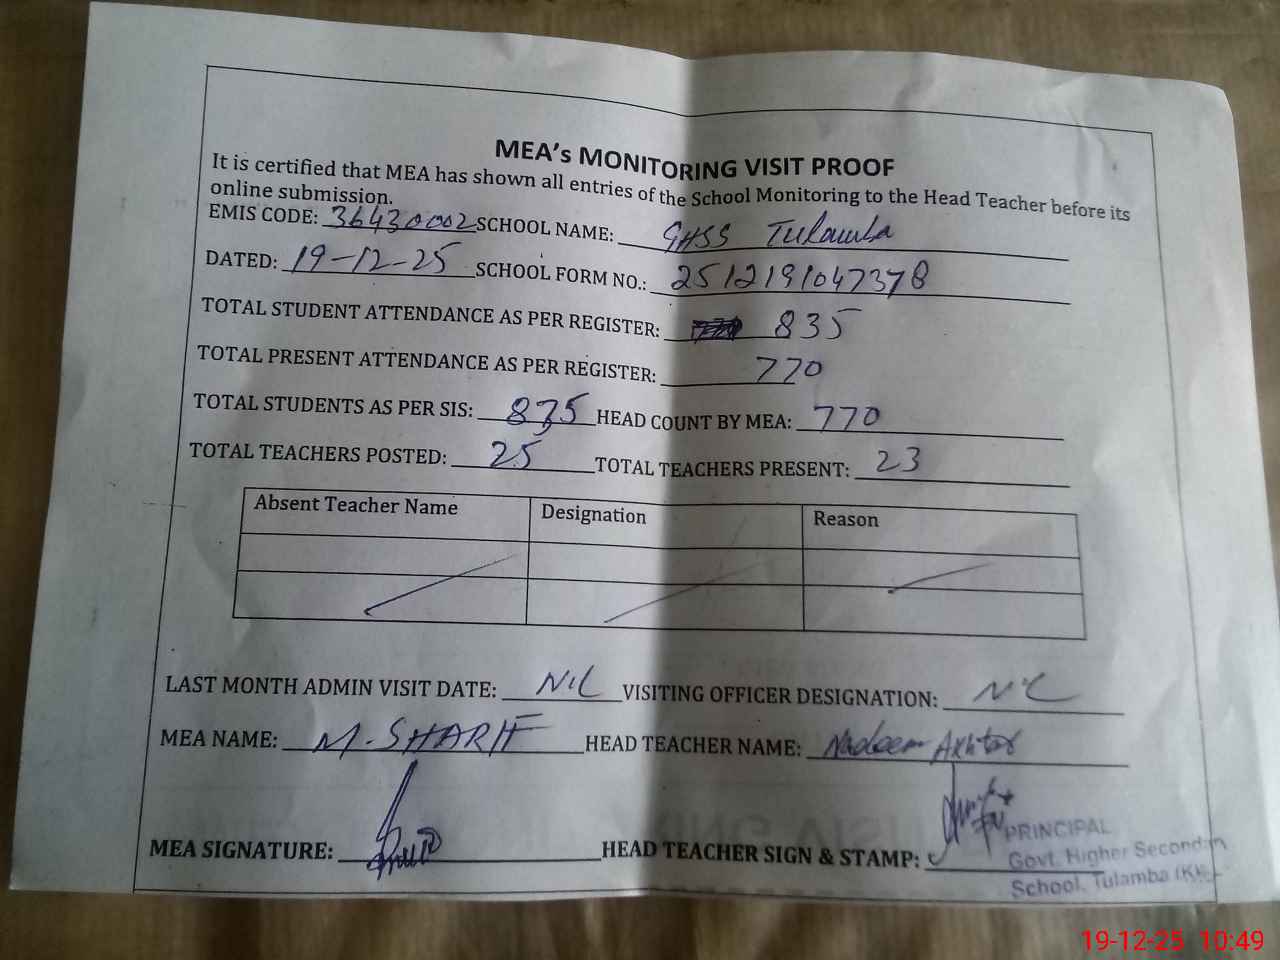 MEA's MONITORING VISIT PROOF
It is certified that MEA has shown all entries of the School Monitoring to the Head Teacher before its
online submission.
EMIS CODE: 36430002 SCHOOL NAME: GHSS Tulamba
DATED: 19-12-25 SCHOOL FORM NO.: 2512191047378
TOTAL STUDENT ATTENDANCE AS PER REGISTER: 835
TOTAL PRESENT ATTENDANCE AS PER REGISTER: 770
TOTAL STUDENTS AS PER SIS: 835 HEAD COUNT BY MEA: 770
TOTAL TEACHERS POSTED: 25 TOTAL TEACHERS PRESENT: 23
Absent Teacher Name Designation Reason
LAST MONTH ADMIN VISIT DATE: NIL VISITING OFFICER DESIGNATION: NIL
MEA NAME: M. SHARIF HEAD TEACHER NAME: Nadeem Akhtar
MEA SIGNATURE: HEAD TEACHER SIGN & STAMP:
PRINCIPAL
Govt. Higher Secondary
School, Tulamba
19-12-25 10:49